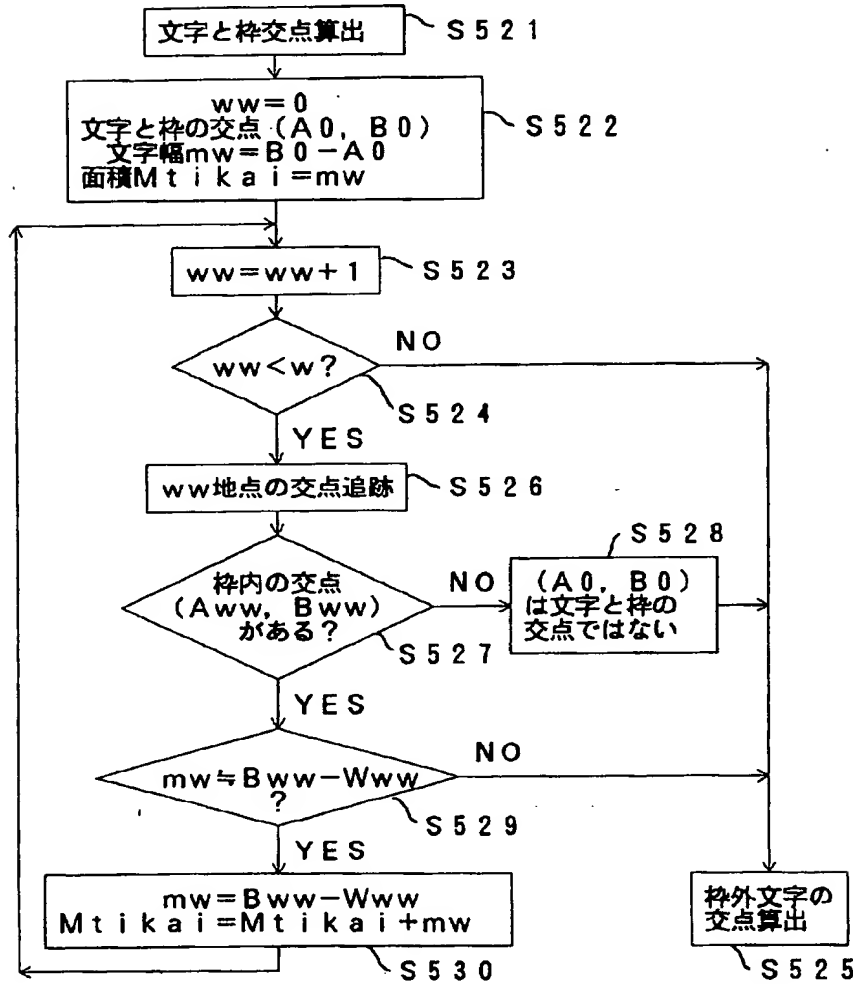 文字と枠交点算出
S521
ww=0
文字と枠の交点(A0, B0)
文字幅mw=B0-A0
面積Mtikai=mw
S522
ww=ww+1
S523
ww<w?
NO
S524
YES
ww地点の交点追跡
S526
枠内の交点
(Aww, Bww)
がある?
NO
S527
S528
(A0, B0)
は文字と枠の
交点ではない
YES
mw≒Bww-Www
?
NO
S529
YES
mw=Bww-Www
Mtikai=Mtikai+mw
S530
枠外文字の
交点算出
S525